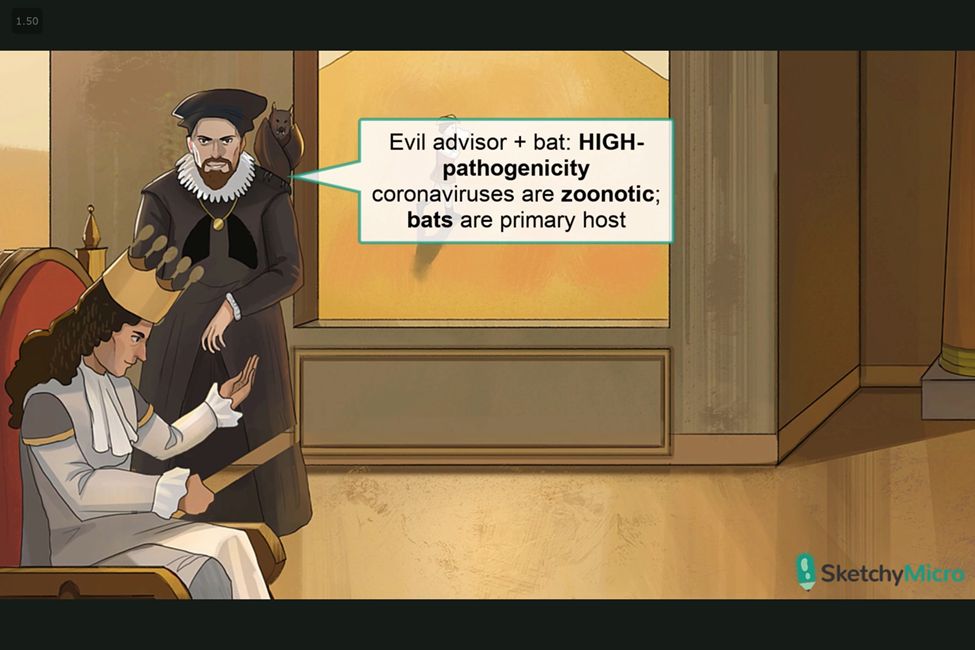 1.50
Evil advisor + bat: HIGH-
pathogenicity
coronaviruses are zoonotic;
bats are primary host
SketchyMicro